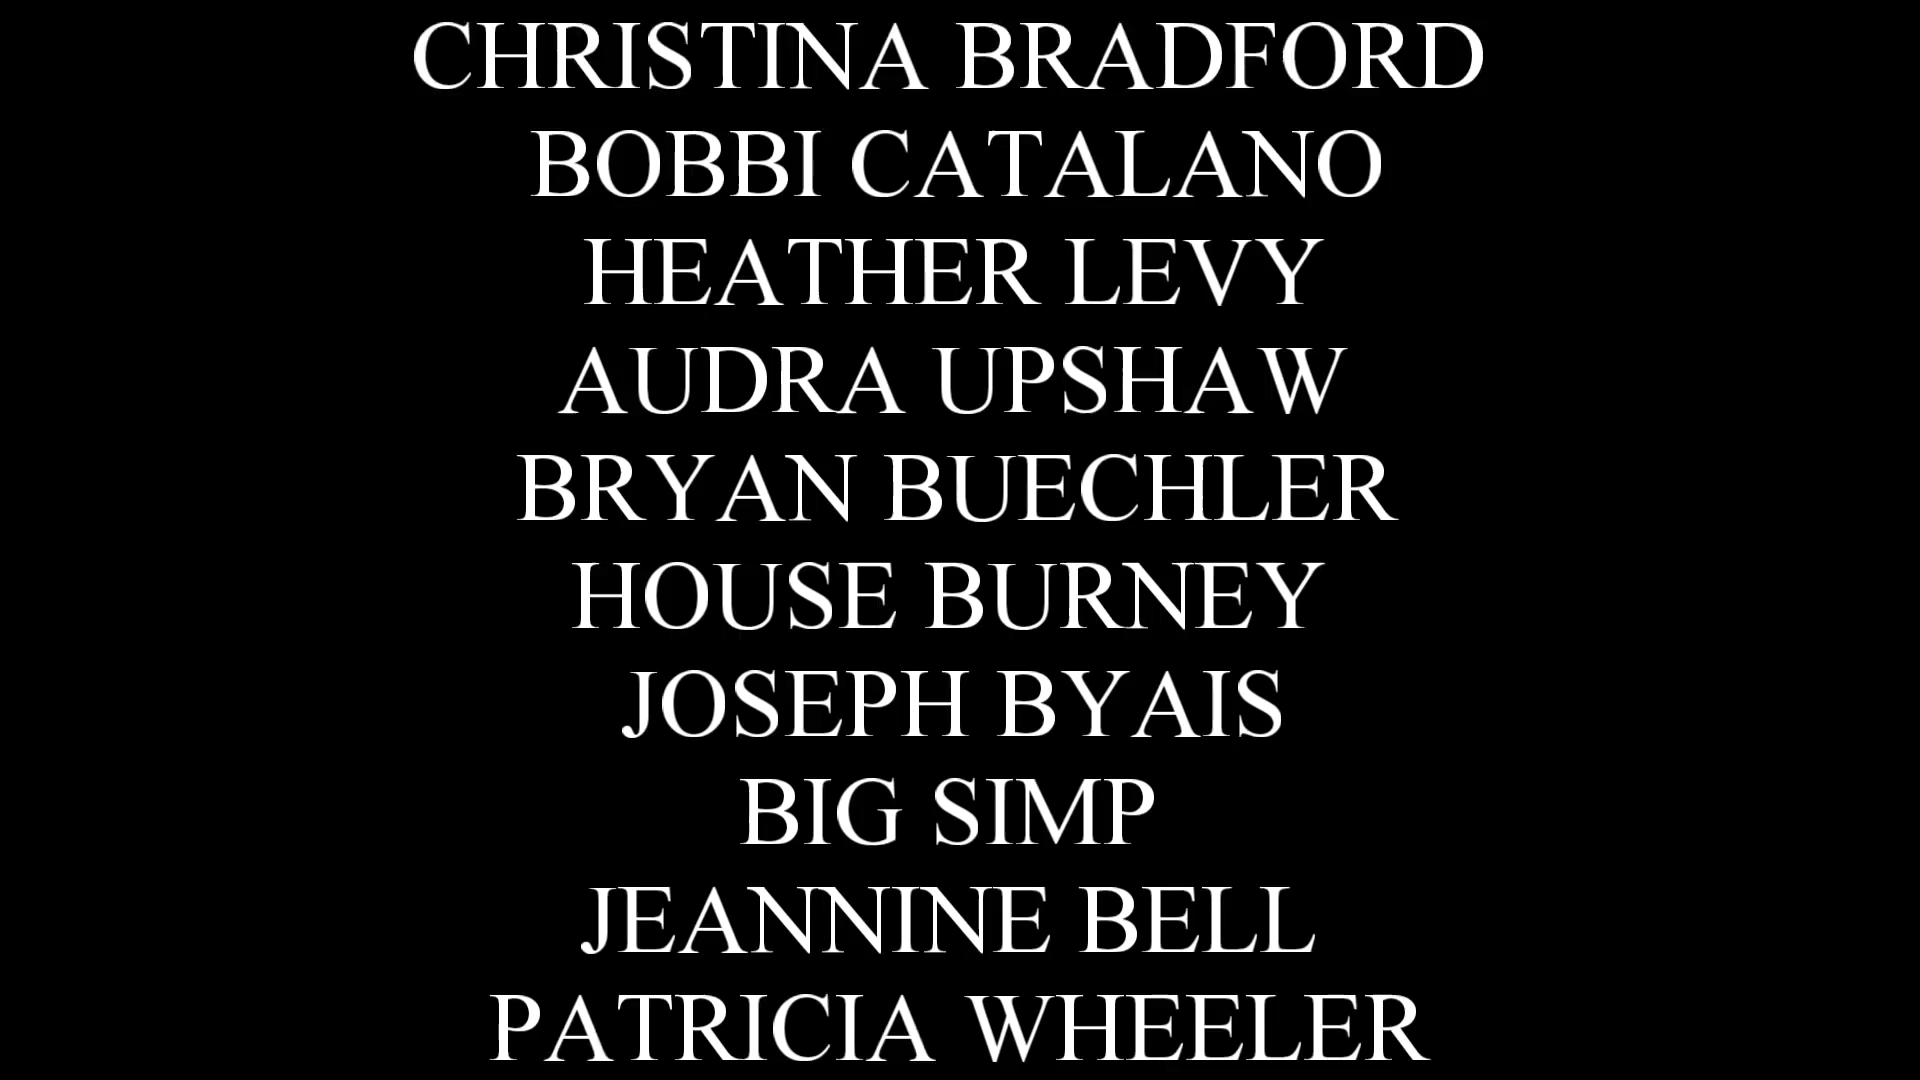 CHRISTINA BRADFORD
BOBBI CATALANO
HEATHER LEVY
AUDRA UPSHAW
BRYAN BUECHLER
HOUSE BURNEY
JOSEPH BYAIS
BIG SIMP
JEANNINE BELL
PATRICIA WHEELER